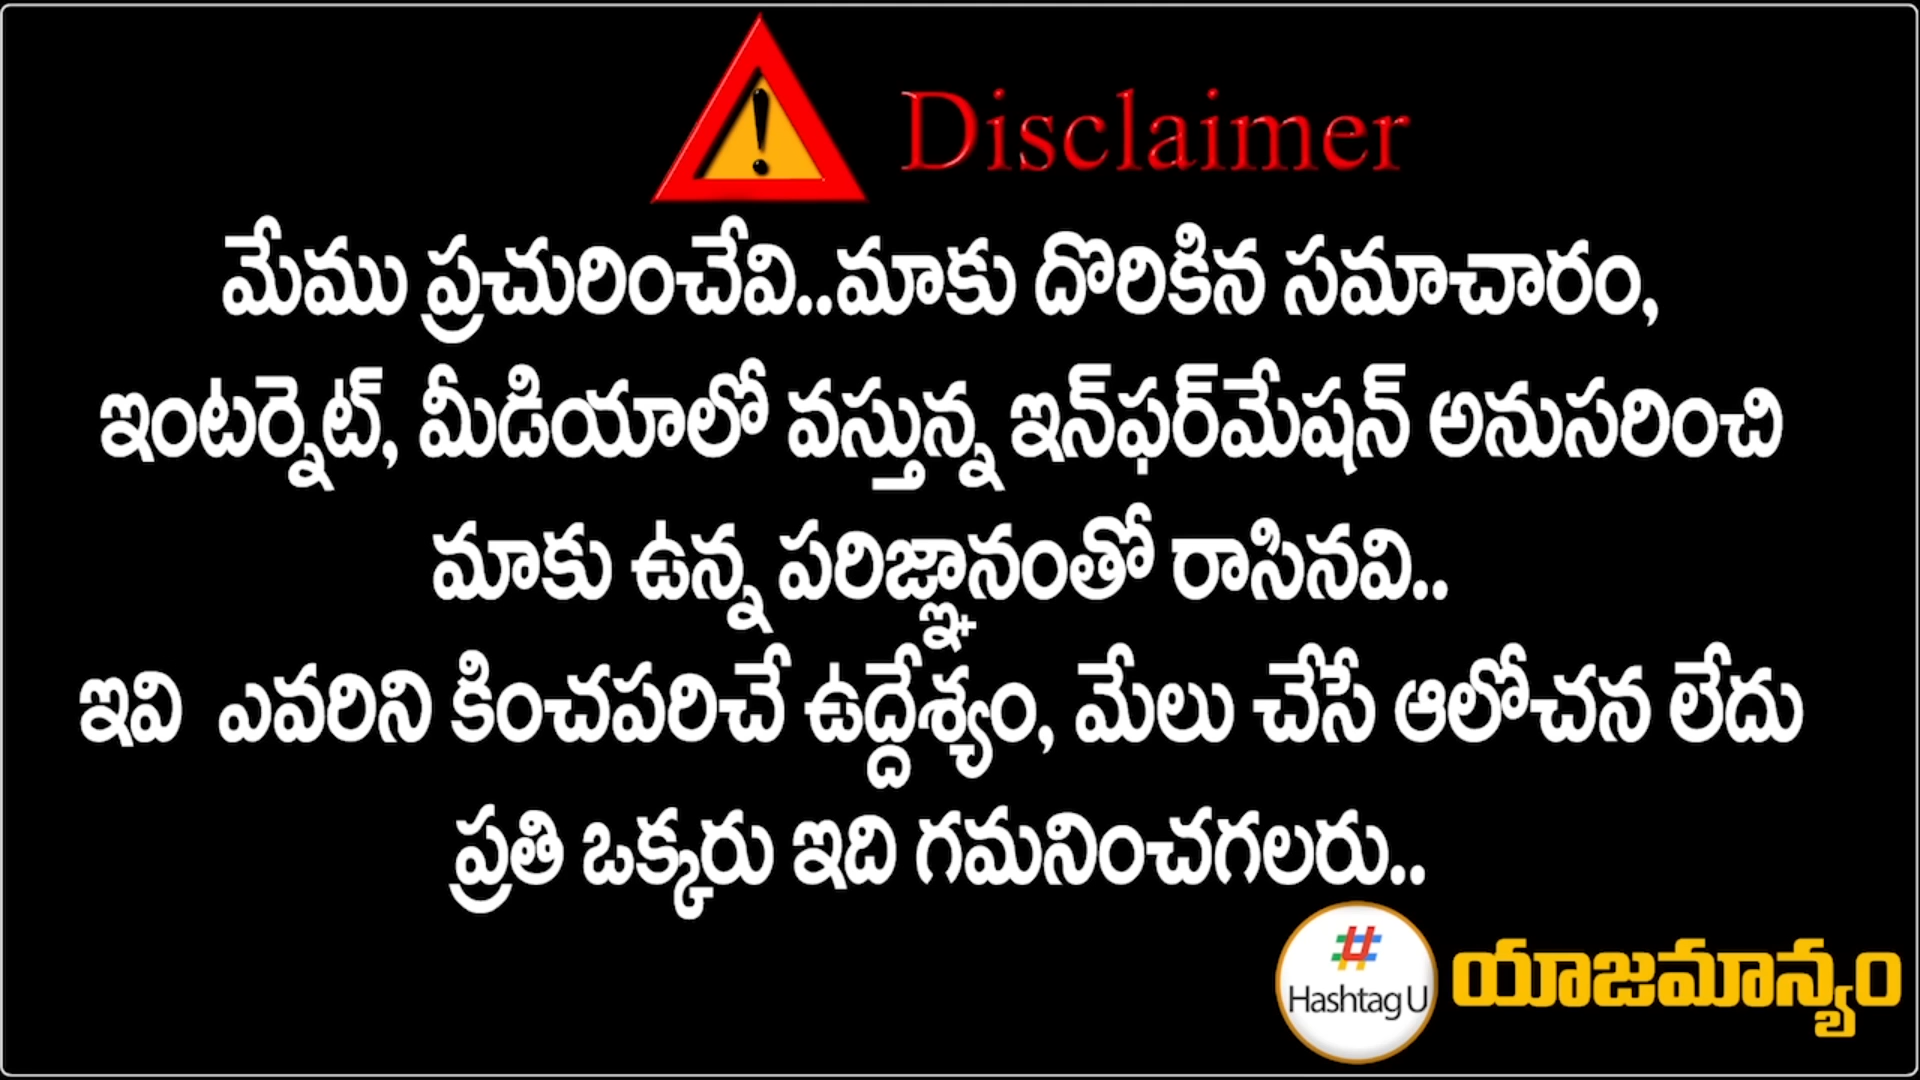 Disclaimer
మేము ప్రచురించేవి..మాకు దొరికిన సమాచారం,
ఇంటర్నెట్, మీడియాలో వస్తున్న ఇన్‌ఫర్‌మేషన్ అనుసరించి
మాకు ఉన్న పరిజ్ఞానంతో రాసినవి..
ఇవి ఎవరిని కించపరిచే ఉద్దేశ్యం, మేలు చేసే ఆలోచన లేదు
ప్రతి ఒక్కరు ఇది గమనించగలరు..
Hashtag U యాజమాన్యం